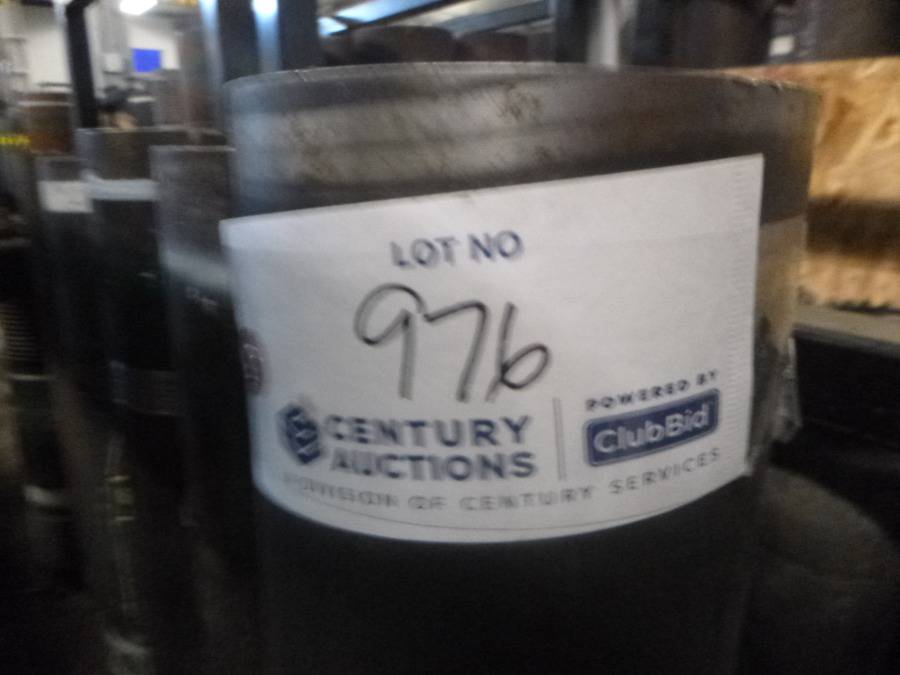 LOT NO
976
CENTURY
AUCTIONS
POWERED BY
ClubBid
DIVISION OF CENTURY SERVICES